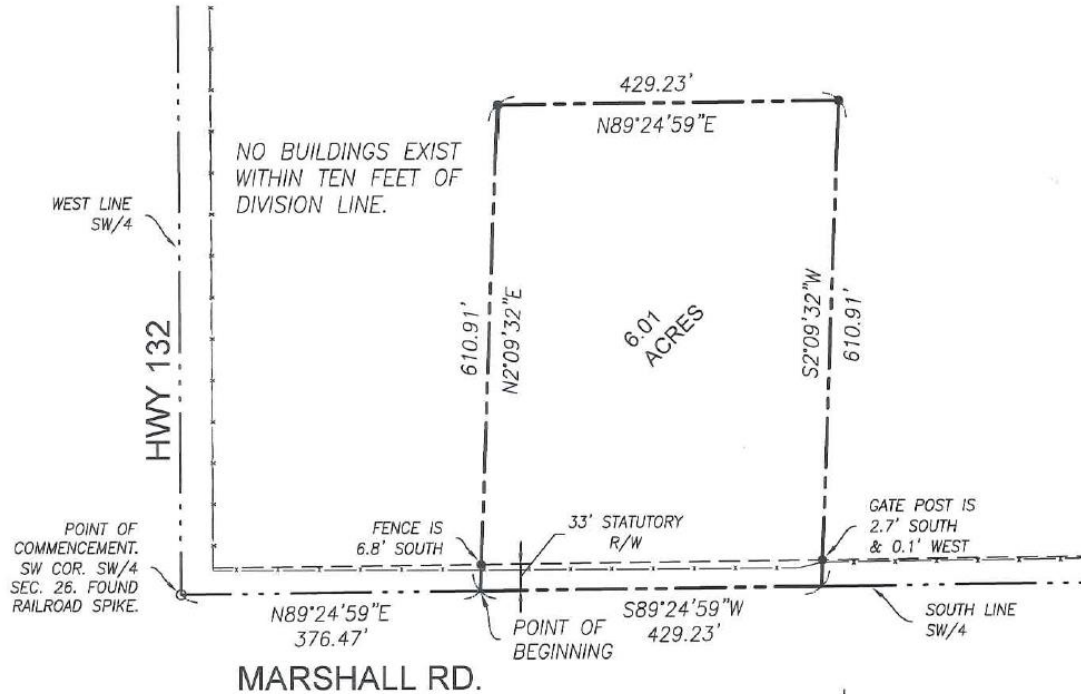 429.23'
N89°24'59"E
NO BUILDINGS EXIST
WITHIN TEN FEET OF
DIVISION LINE.
WEST LINE
SW/4
HWY 132
610.91'
N2°09'32"E
6.01
ACRES
S2°09'32"W
610.91'
POINT OF
COMMENCEMENT.
SW COR. SW/4
SEC. 26. FOUND
RAILROAD SPIKE.
FENCE IS
6.8' SOUTH
33' STATUTORY
R/W
GATE POST IS
2.7' SOUTH
& 0.1' WEST
N89°24'59"E
376.47'
POINT OF
BEGINNING
S89°24'59"W
429.23'
SOUTH LINE
SW/4
MARSHALL RD.